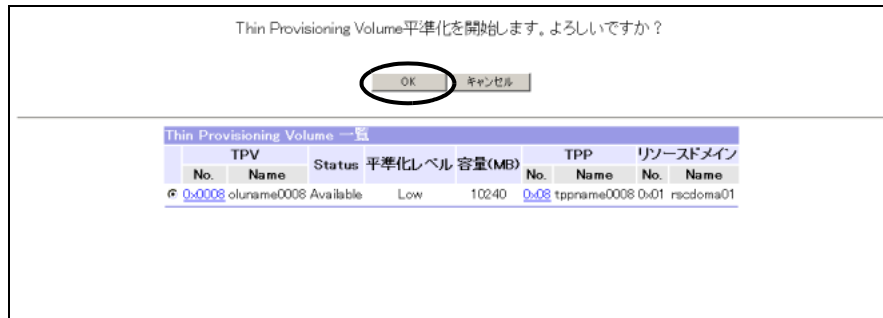 Thin Provisioning Volume平準化を開始します。よろしいですか？
OK キャンセル
Thin Provisioning Volume 一覧
TPV Status 平準化レベル 容量(MB) TPP リソースドメイン
No. Name No. Name No. Name
0x0008 oluname0008 Available Low 10240 0x08 tppname0008 0x01 rscdoma01